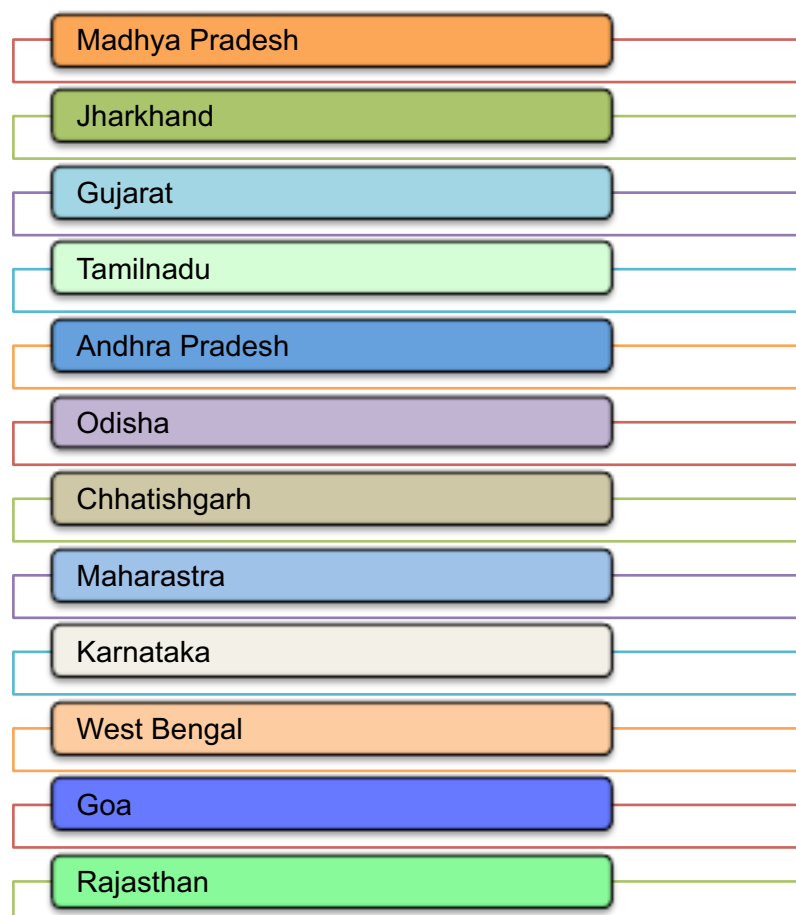 Madhya Pradesh
Jharkhand
Gujarat
Tamilnadu
Andhra Pradesh
Odisha
Chhatishgarh
Maharastra
Karnataka
West Bengal
Goa
Rajasthan